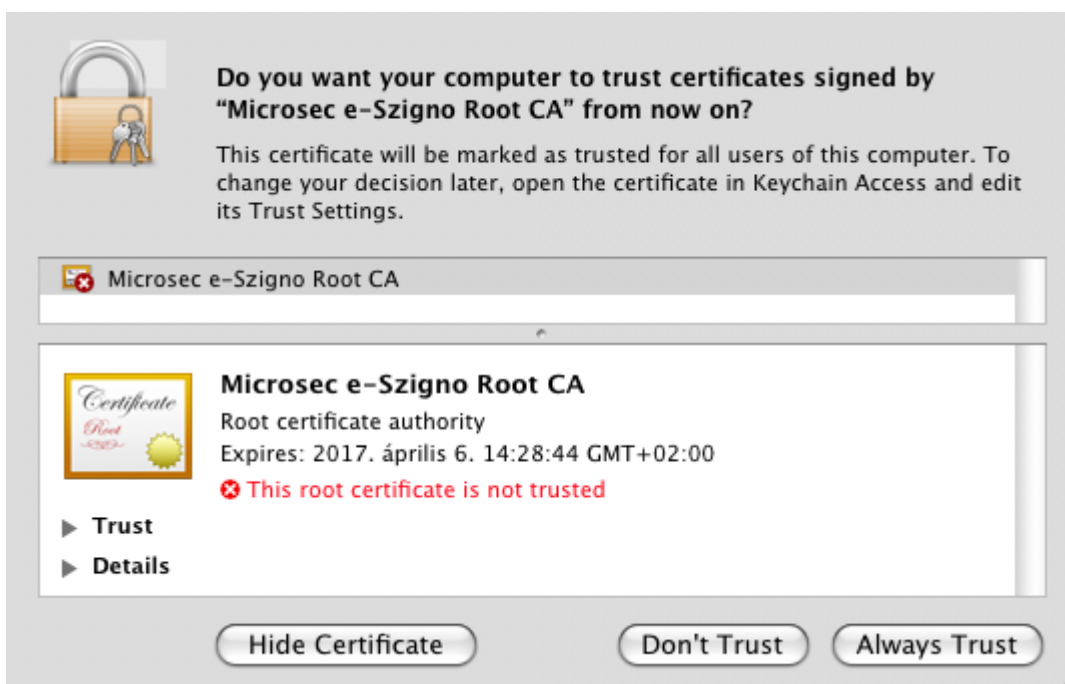 Do you want your computer to trust certificates signed by
“Microsec e-Szigno Root CA” from now on?
This certificate will be marked as trusted for all users of this computer. To
change your decision later, open the certificate in Keychain Access and edit
its Trust Settings.
Microsec e-Szigno Root CA
Certificate
Root
Microsec e-Szigno Root CA
Root certificate authority
Expires: 2017. április 6. 14:28:44 GMT+02:00
This root certificate is not trusted
Trust
Details
Hide Certificate
Don't Trust
Always Trust